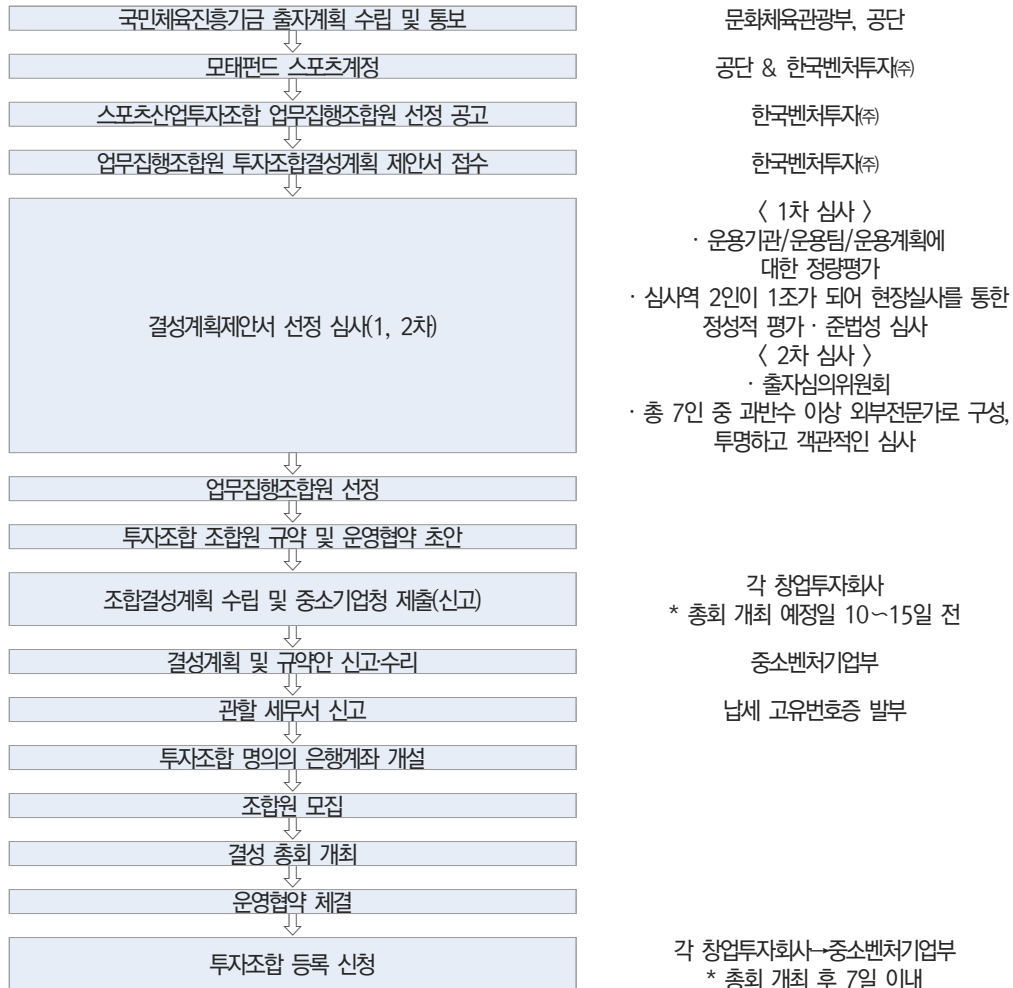 국민체육진흥기금 출자계획 수립 및 통보
문화체육관광부, 공단
모태펀드 스포츠계정
공단 & 한국벤처투자㈜
스포츠산업투자조합 업무집행조합원 선정 공고
한국벤처투자㈜
업무집행조합원 투자조합결성계획 제안서 접수
한국벤처투자㈜
결성계획제안서 선정 심사(1, 2차)
〈 1차 심사 〉
· 운용기관/운용팀/운용계획에
대한 정량평가
· 심사역 2인이 1조가 되어 현장실사를 통한
정성적 평가 · 준법성 심사
〈 2차 심사 〉
· 출자심의위원회
· 총 7인 중 과반수 이상 외부전문가로 구성,
투명하고 객관적인 심사
업무집행조합원 선정
투자조합 조합원 규약 및 운영협약 초안
조합결성계획 수립 및 중소기업청 제출(신고)
각 창업투자회사
* 총회 개최 예정일 10∼15일 전
결성계획 및 규약안 신고·수리
중소벤처기업부
관할 세무서 신고
납세 고유번호증 발부
투자조합 명의의 은행계좌 개설
조합원 모집
결성 총회 개최
운영협약 체결
투자조합 등록 신청
각 창업투자회사→중소벤처기업부
* 총회 개최 후 7일 이내